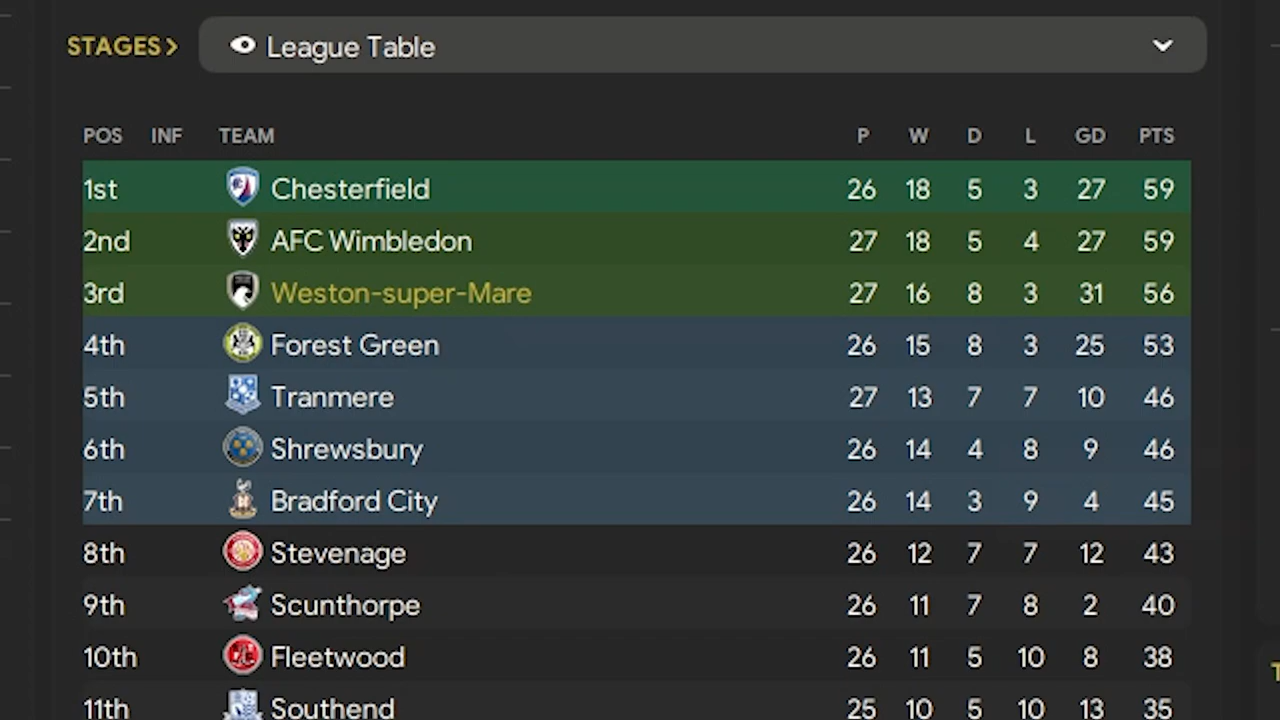 STAGES> League Table
POS INF TEAM P W D L GD PTS
1st Chesterfield 26 18 5 3 27 59
2nd AFC Wimbledon 27 18 5 4 27 59
3rd Weston-super-Mare 27 16 8 3 31 56
4th Forest Green 26 15 8 3 25 53
5th Tranmere 27 13 7 7 10 46
6th Shrewsbury 26 14 4 8 9 46
7th Bradford City 26 14 3 9 4 45
8th Stevenage 26 12 7 7 12 43
9th Scunthorpe 26 11 7 8 2 40
10th Fleetwood 26 11 5 10 8 38
11th Southend 25 10 5 10 13 35